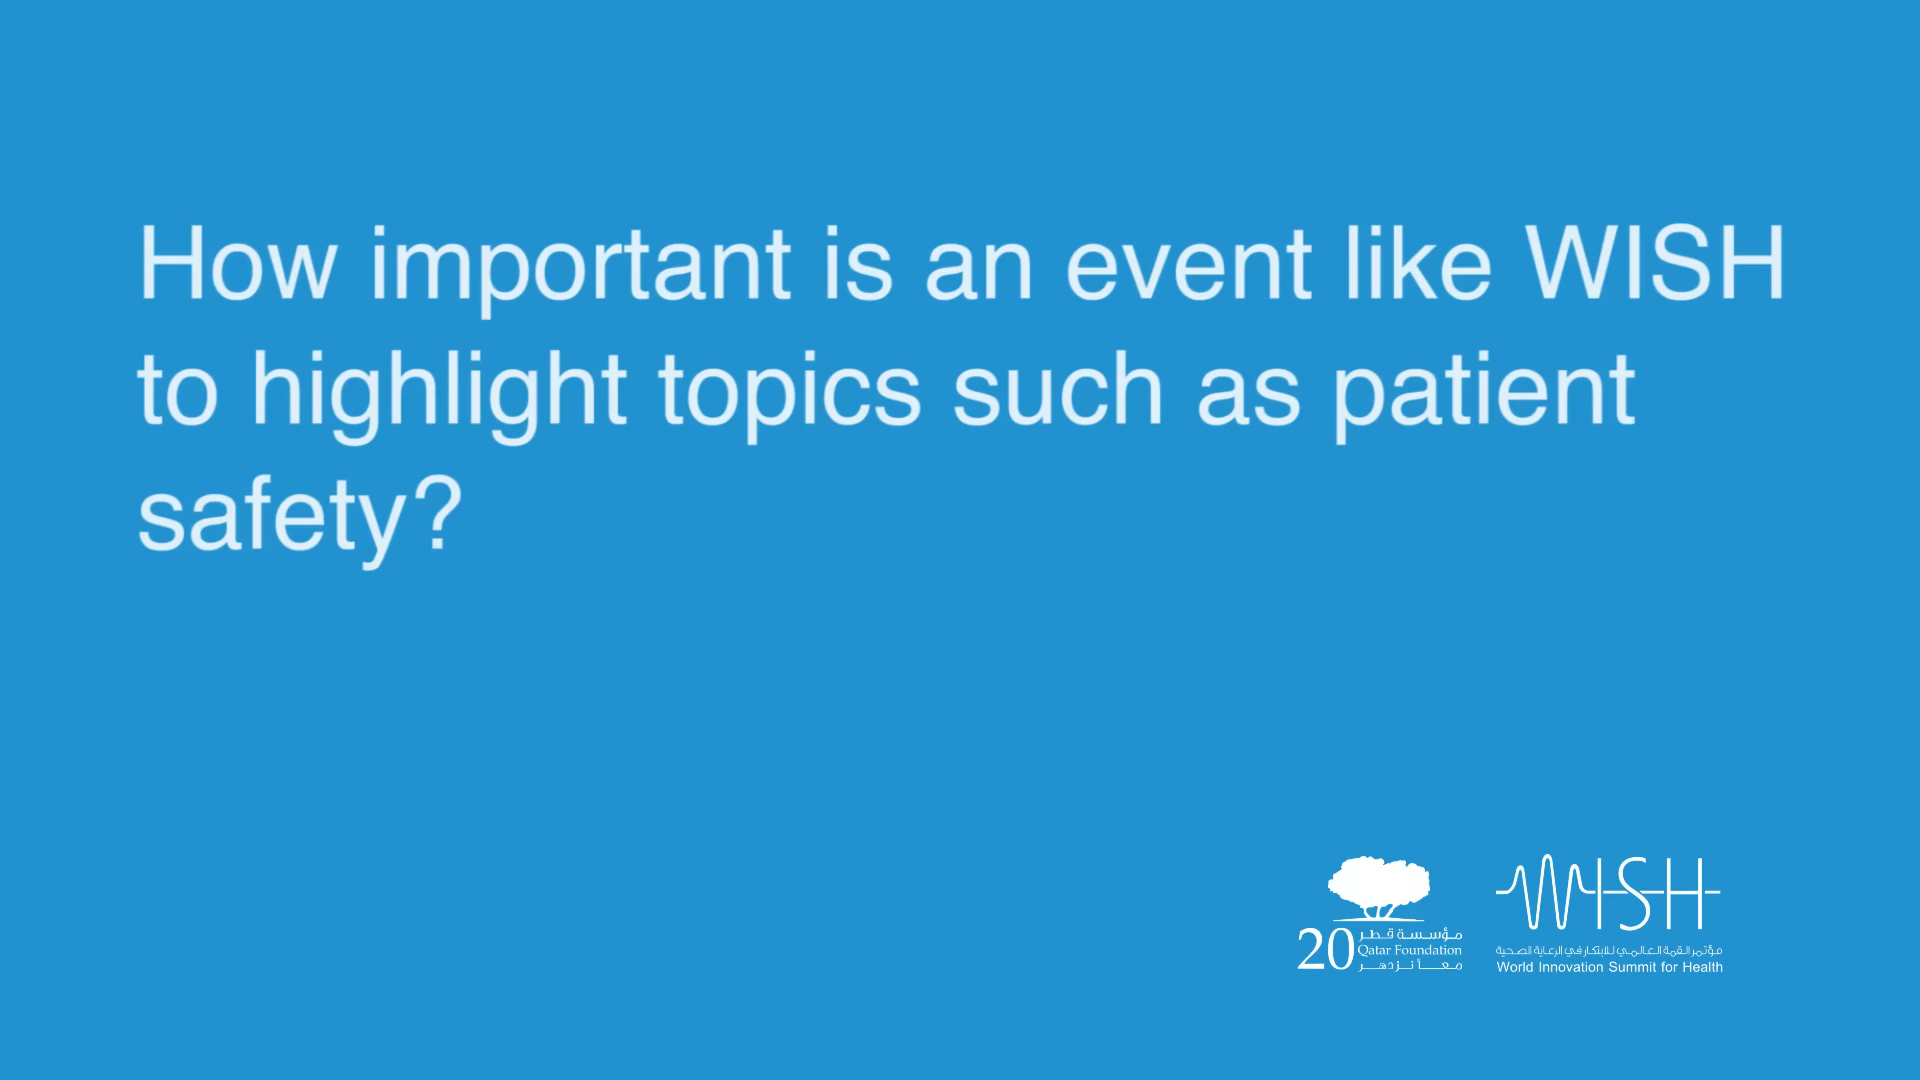 How important is an event like WISH
to highlight topics such as patient
safety?
20
مؤسسة قطر
Qatar Foundation
معاً نزدهر
WISH
مؤتمر القمة العالمي للابتكار في الرعاية الصحية
World Innovation Summit for Health